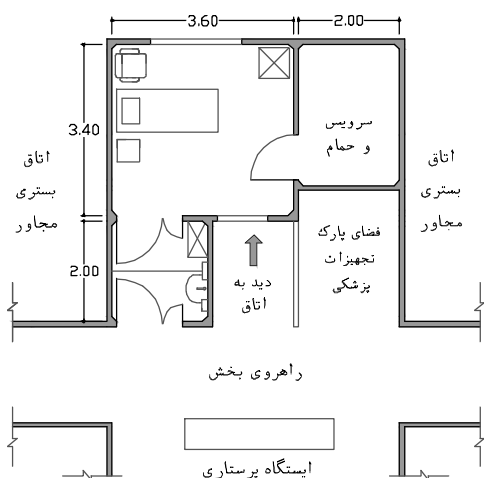 3.60
2.00
3.40
2.00
سرویس
و حمام
اتاق
بستری
مجاور
اتاق
بستری
مجاور
فضای پارک
تجهیزات
پزشکی
دید به
اتاق
راهروی بخش
ایستگاه پرستاری